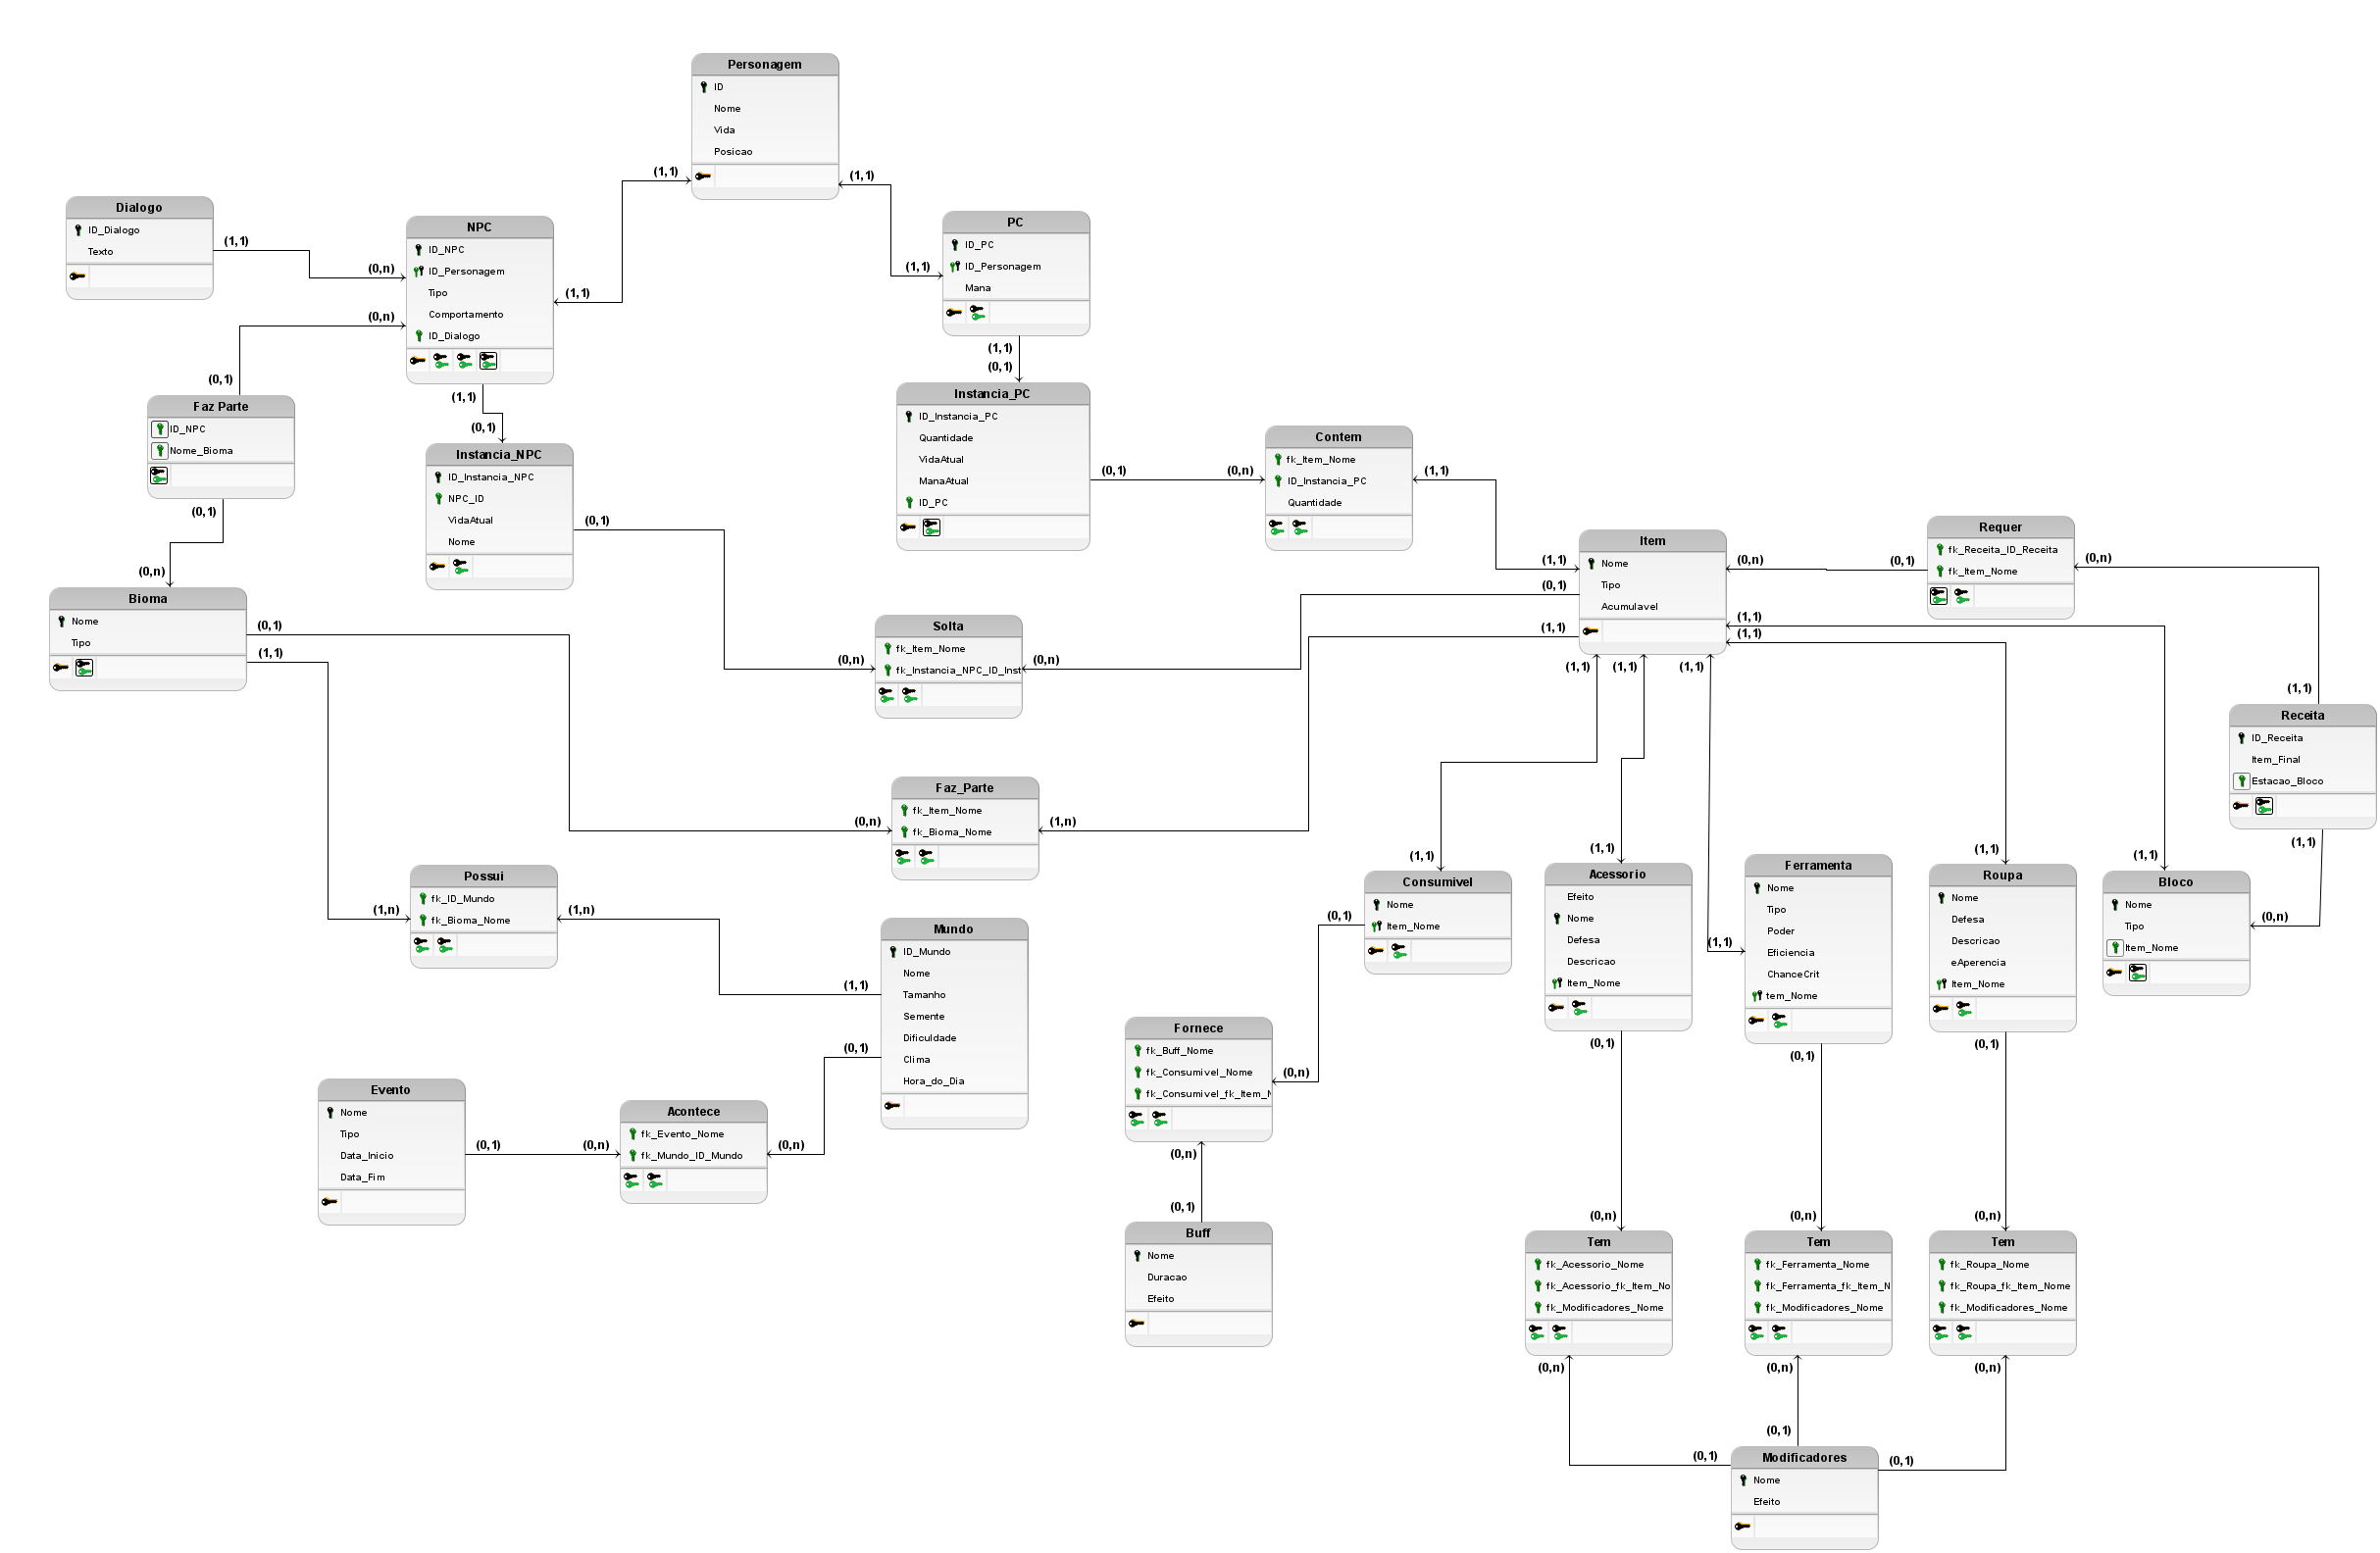 Personagem
ID
Nome
Vida
Posicao
(1,1)
(1,1)
Dialogo
ID_Dialogo
Texto
(1,1)
(0,n)
NPC
ID_NPC
ID_Personagem
Tipo
Comportamento
ID_Dialogo
(1,1)
(0,n)
(0,1)
(1,1)
(0,1)
PC
ID_PC
ID_Personagem
Mana
(1,1)
(1,1)
(0,1)
Faz Parte
ID_NPC
Nome_Bioma
(0,1)
(0,n)
Instancia_NPC
ID_Instancia_NPC
NPC_ID
VidaAtual
Nome
(0,1)
Instancia_PC
ID_Instancia_PC
Quantidade
VidaAtual
ManaAtual
ID_PC
(0,1)
(0,n)
Contem
fk_Item_Nome
ID_Instancia_PC
Quantidade
(1,1)
Item
Nome
Tipo
Acumulavel
(1,1)
(0,1)
(1,1)
(0,n)
(0,1)
(1,1)
(1,1)
(1,1)
(1,1)
(1,1)
Requer
fk_Receita_ID_Receita
fk_Item_Nome
(0,n)
(1,1)
Bioma
Nome
Tipo
(0,1)
(1,1)
Solta
fk_Item_Nome
fk_Instancia_NPC_ID_Inst
(0,n)
(0,n)
Receita
ID_Receita
Item_Final
Estacao_Bloco
(1,1)
Faz_Parte
fk_Item_Nome
fk_Bioma_Nome
(0,n)
(1,n)
Possui
fk_ID_Mundo
fk_Bioma_Nome
(1,n)
(1,n)
Mundo
ID_Mundo
Nome
Tamanho
Semente
Dificuldade
Clima
Hora_do_Dia
(1,1)
(0,1)
(1,1)
Consumivel
Nome
Item_Nome
(0,1)
(1,1)
Acessorio
Efeito
Nome
Defesa
Descricao
Item_Nome
(0,1)
(1,1)
Ferramenta
Nome
Tipo
Poder
Eficiencia
ChanceCrit
tem_Nome
(0,1)
(1,1)
Roupa
Nome
Defesa
Descricao
eAperencia
Item_Nome
(0,1)
(1,1)
Bloco
Nome
Tipo
Item_Nome
(0,n)
Evento
Nome
Tipo
Data_Inicio
Data_Fim
(0,1)
(0,n)
Acontece
fk_Evento_Nome
fk_Mundo_ID_Mundo
(0,n)
Fornece
fk_Buff_Nome
fk_Consumivel_Nome
fk_Consumivel_fk_Item_N
(0,n)
(0,n)
(0,1)
Buff
Nome
Duracao
Efeito
(0,n)
Tem
fk_Acessorio_Nome
fk_Acessorio_fk_Item_No
fk_Modificadores_Nome
(0,n)
(0,n)
Tem
fk_Ferramenta_Nome
fk_Ferramenta_fk_Item_N
fk_Modificadores_Nome
(0,n)
(0,n)
Tem
fk_Roupa_Nome
fk_Roupa_fk_Item_Nome
fk_Modificadores_Nome
(0,n)
(0,1)
(0,1)
(0,1)
Modificadores
Nome
Efeito